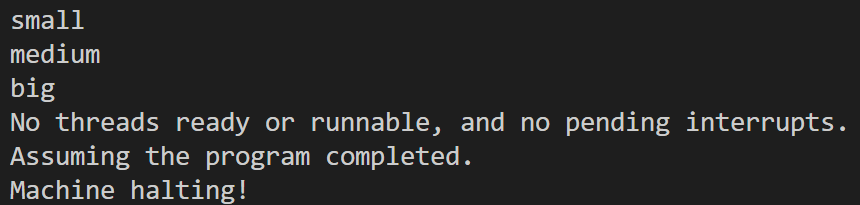 small
medium
big
No threads ready or runnable, and no pending interrupts.
Assuming the program completed.
Machine halting!